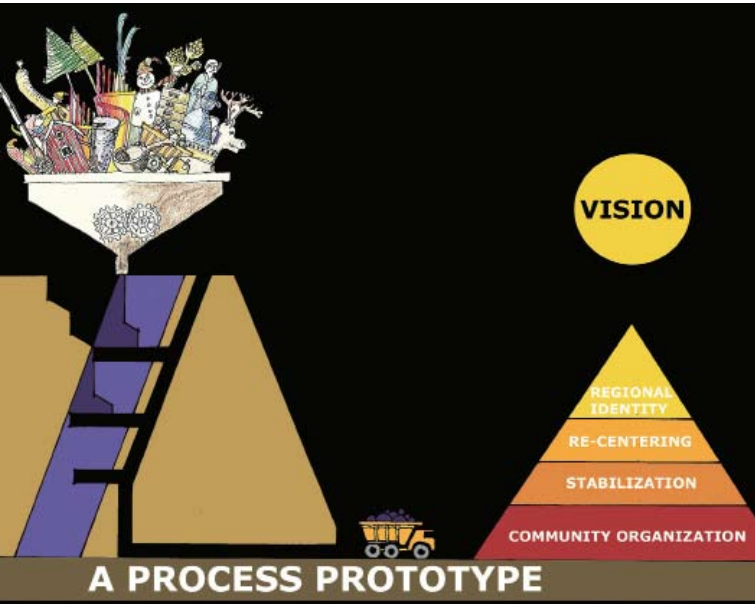 VISION
REGIONAL
IDENTITY
RE-CENTERING
STABILIZATION
COMMUNITY ORGANIZATION
A PROCESS PROTOTYPE